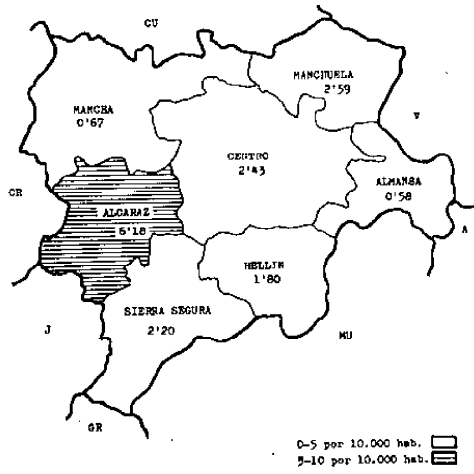 CU
MANCHUELA
2'59
MANCHA
0'67
V
CENTRO
2'43
ALMANSA
0'58
CR
ALCARAZ
6'18
A
HELLIN
1'80
SIERRA SEGURA
2'20
J
MU
GR
0-5 por 10.000 hab.
5-10 por 10.000 hab.